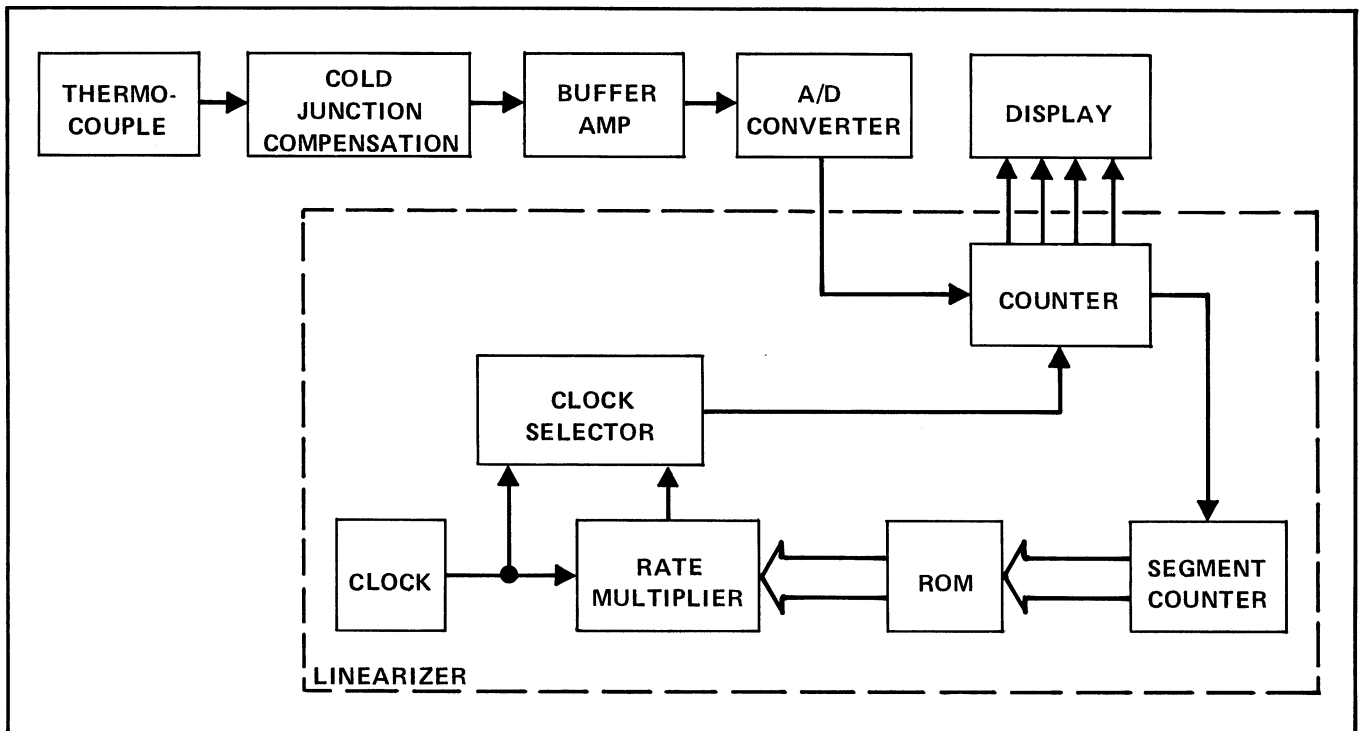 THERMO-
COUPLE
COLD
JUNCTION
COMPENSATION
BUFFER
AMP
A/D
CONVERTER
DISPLAY
COUNTER
CLOCK
SELECTOR
CLOCK
RATE
MULTIPLIER
ROM
SEGMENT
COUNTER
LINEARIZER